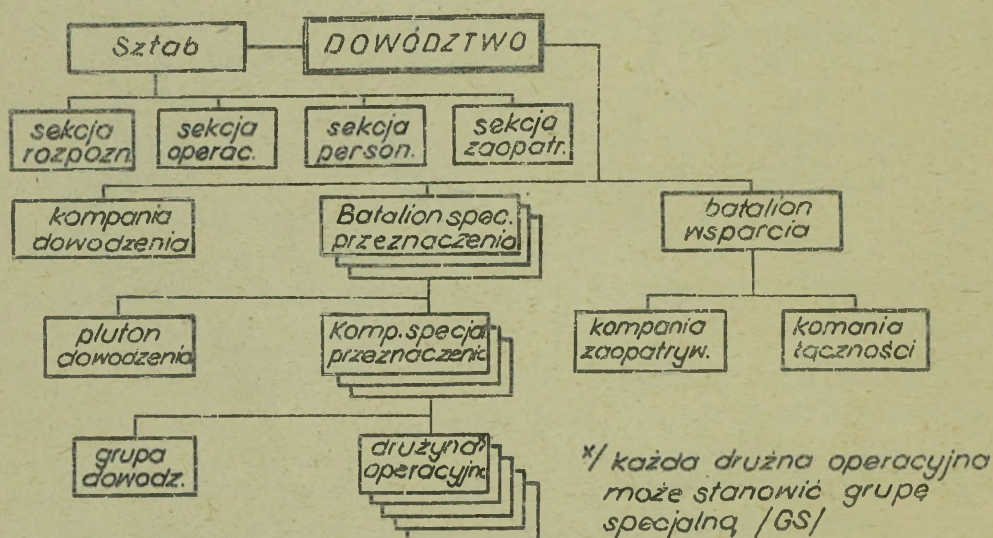 Sztab
DOWÓDZTWO
sekcja
rozpozn.
sekcja
operac.
sekcja
person.
sekcja
zaopatr.
kompania
dowodzenia
Batalion spec.
przeznaczenia
batalion
wsparcia
pluton
dowodzenia
Komp. specjal
przeznaczenia
kompania
zaopatryw.
komania
łączności
grupa
dowodz.
drużyna x
operacyjna
x/ każda drużna operacyjna
może stanowić grupę
specjalną /GS/